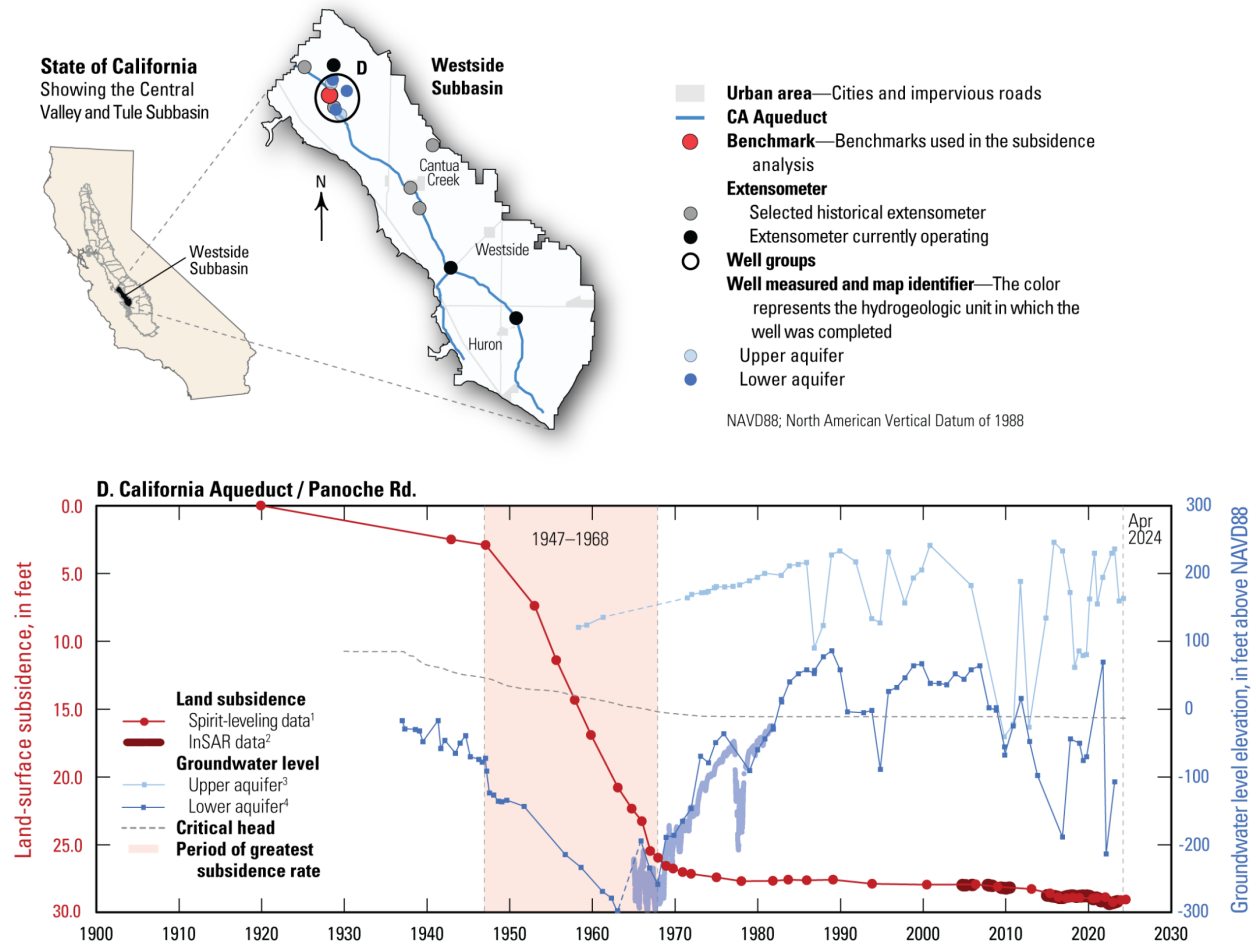 State of California
Showing the Central
Valley and Tule Subbasin
Westside
Subbasin
D
Westside
Subbasin
N
Cantua
Creek
Westside
Huron
Urban area—Cities and impervious roads
CA Aqueduct
Benchmark—Benchmarks used in the subsidence
analysis
Extensometer
Selected historical extensometer
Extensometer currently operating
Well groups
Well measured and map identifier—The color
represents the hydrogeologic unit in which the
well was completed
Upper aquifer
Lower aquifer
NAVD88; North American Vertical Datum of 1988
D. California Aqueduct / Panoche Rd.
Land-surface subsidence, in feet
0.0
5.0
10.0
15.0
20.0
25.0
30.0
1947–1968
Apr
2024
Land subsidence
Spirit-leveling data¹
InSAR data²
Groundwater level
Upper aquifer³
Lower aquifer⁴
Critical head
Period of greatest
subsidence rate
300
200
100
0
-100
-200
-300
Groundwater level elevation, in feet above NAVD88
1900 1910 1920 1930 1940 1950 1960 1970 1980 1990 2000 2010 2020 2030